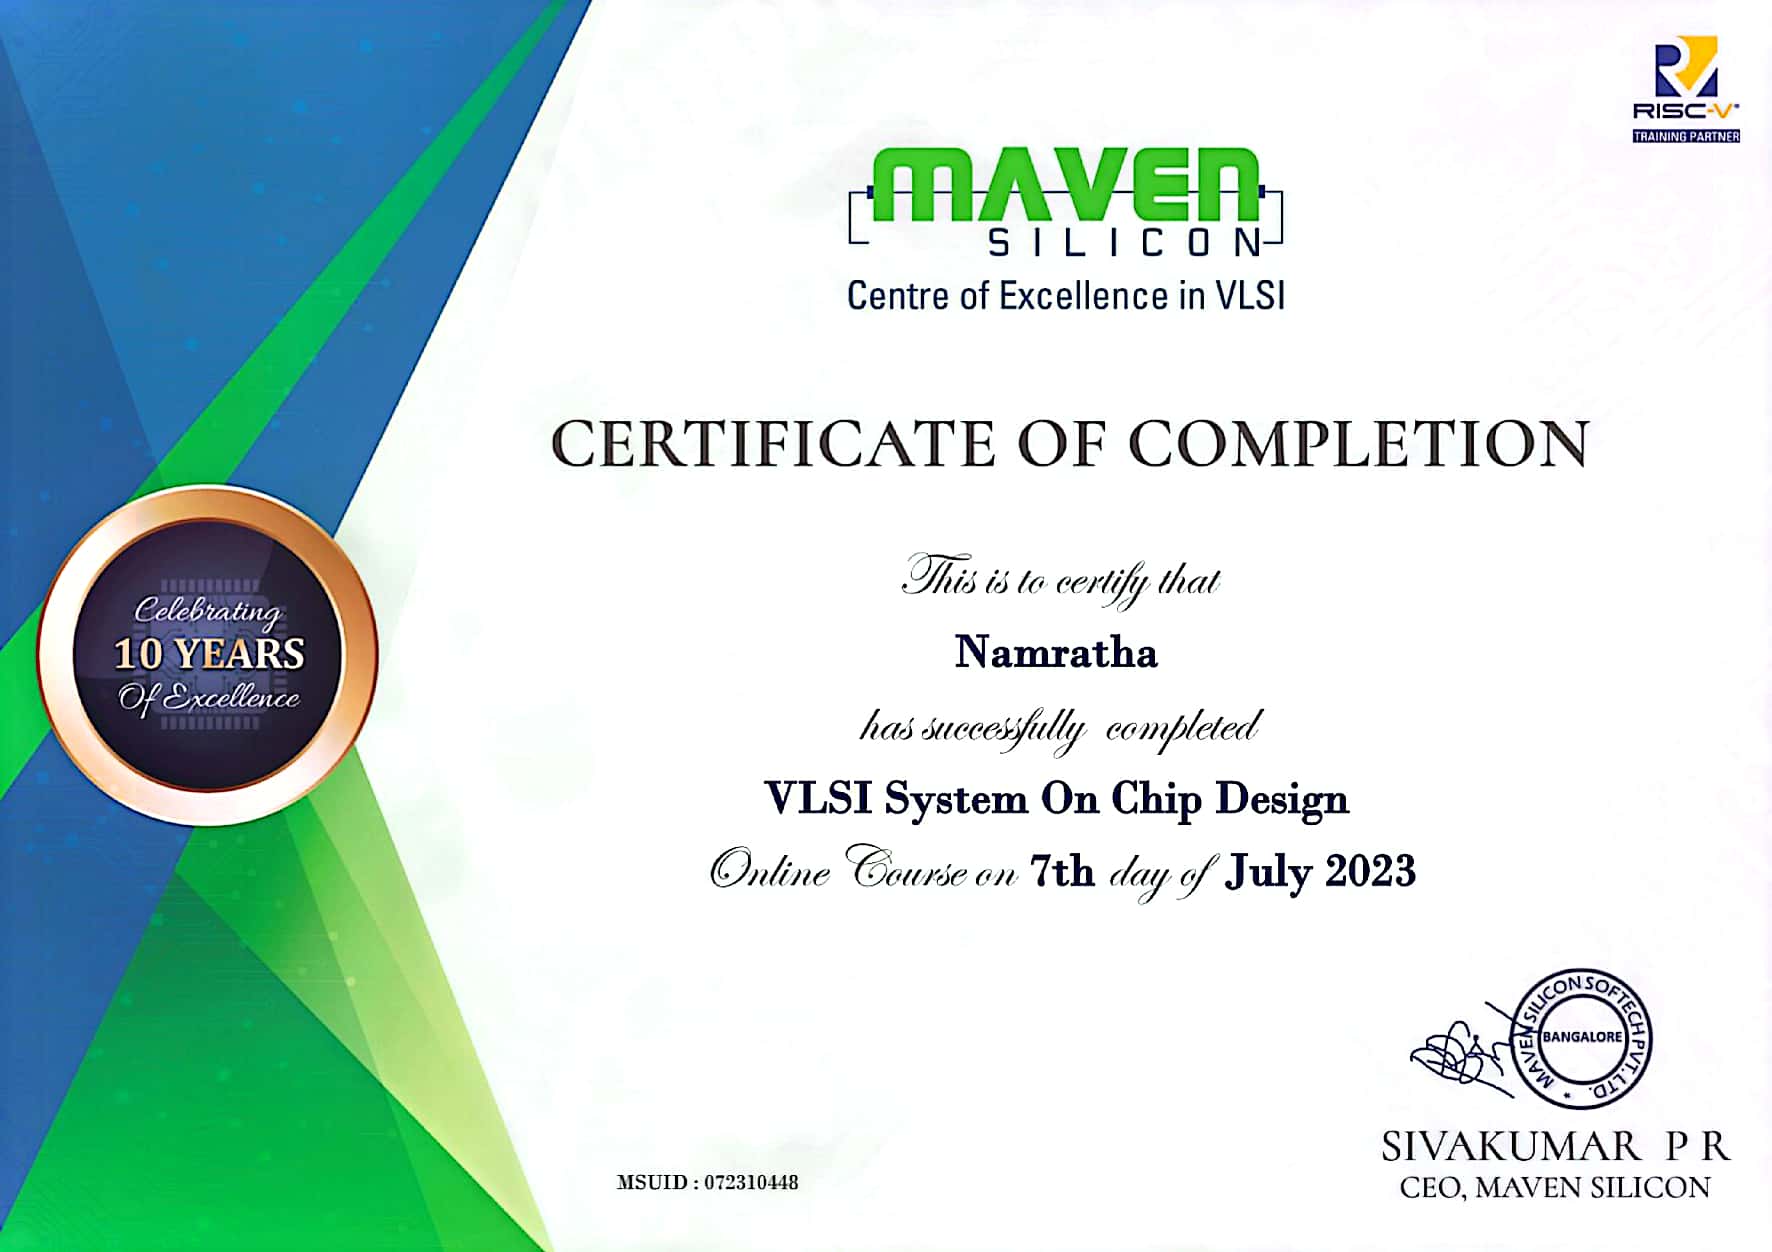 RISC-V®
TRAINING PARTNER
MAVEN
SILICON
Centre of Excellence in VLSI
CERTIFICATE OF COMPLETION
This is to certify that
Namratha
has successfully completed
VLSI System On Chip Design
Online Course on 7th day of July 2023
Celebrating
10 YEARS
Of Excellence
MAVEN SILICON SOFTECH PVT. LTD. *
BANGALORE
SIVAKUMAR P R
CEO, MAVEN SILICON
MSUID : 072310448